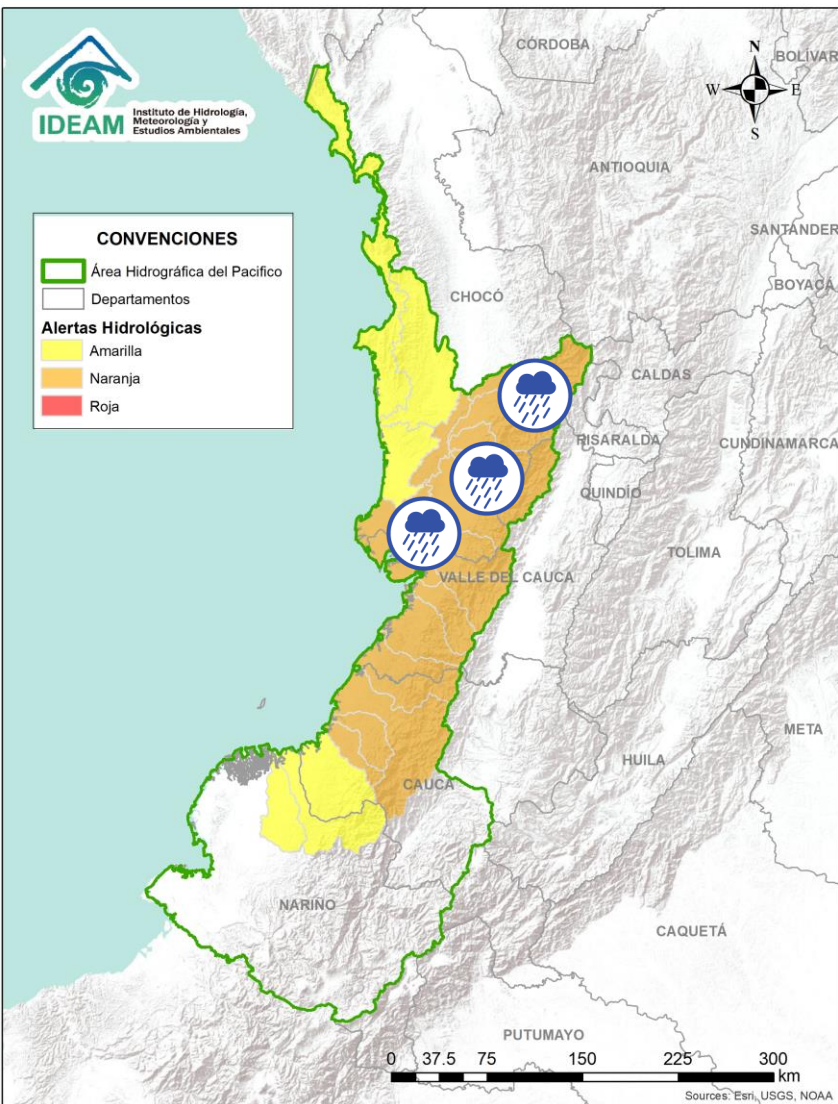 IDEAM
Instituto de Hidrología,
Meteorología y
Estudios Ambientales
N
W E
S
CÓRDOBA
BOLÍVAR
ANTIOQUIA
SANTANDER
BOYACÁ
CHOCÓ
CONVENCIONES
Área Hidrográfica del Pacifico
Departamentos
Alertas Hidrológicas
Amarilla
Naranja
Roja
CALDAS
RISARALDA
CUNDINAMARCA
QUINDÍO
TOLIMA
VALLE DEL CAUCA
META
HUILA
CAUCA
NARIÑO
CAQUETÁ
PUTUMAYO
0 37.5 75 150 225 300
km
Sources: Esri, USGS, NOAA